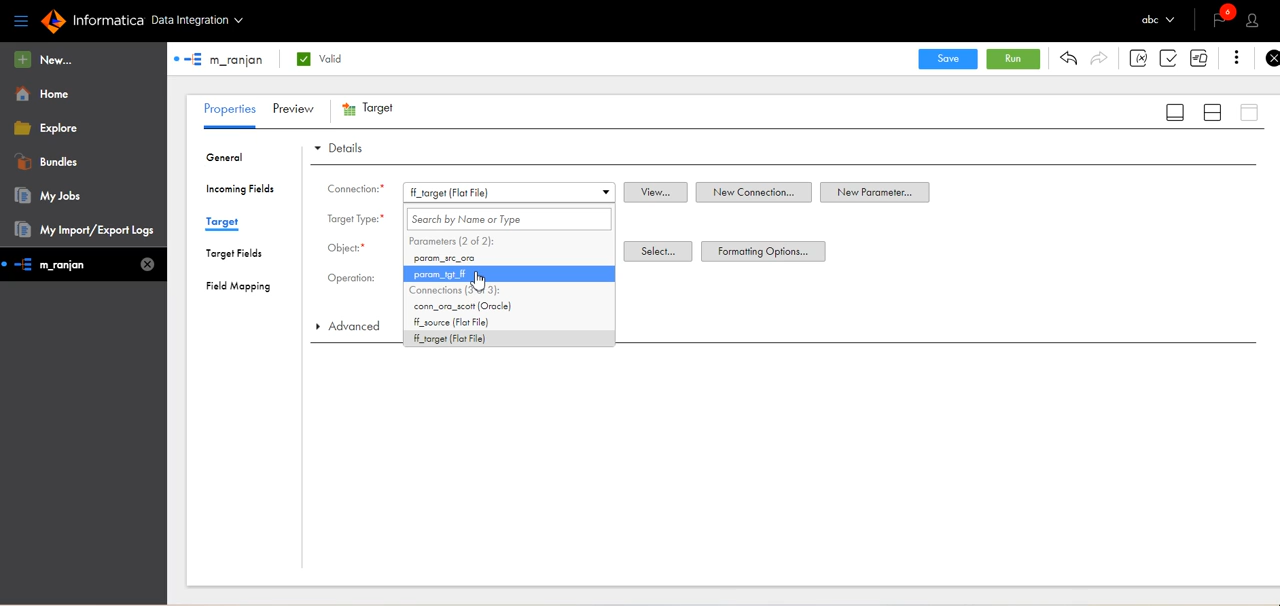 Informatica Data Integration
abc
6
New...
m_ranjan
Valid
Save
Run
Home
Explore
Bundles
My Jobs
My Import/Export Logs
m_ranjan
Properties
Preview
Target
General
Incoming Fields
Target
Target Fields
Field Mapping
Details
Connection:*
ff_target (Flat File)
View...
New Connection...
New Parameter...
Target Type:*
Search by Name or Type
Object:*
Parameters (2 of 2):
param_src_ora
Select...
Formatting Options...
Operation:
param_tgt_ff
Connections (3 of 3):
conn_ora_scott (Oracle)
ff_source (Flat File)
Advanced
ff_target (Flat File)